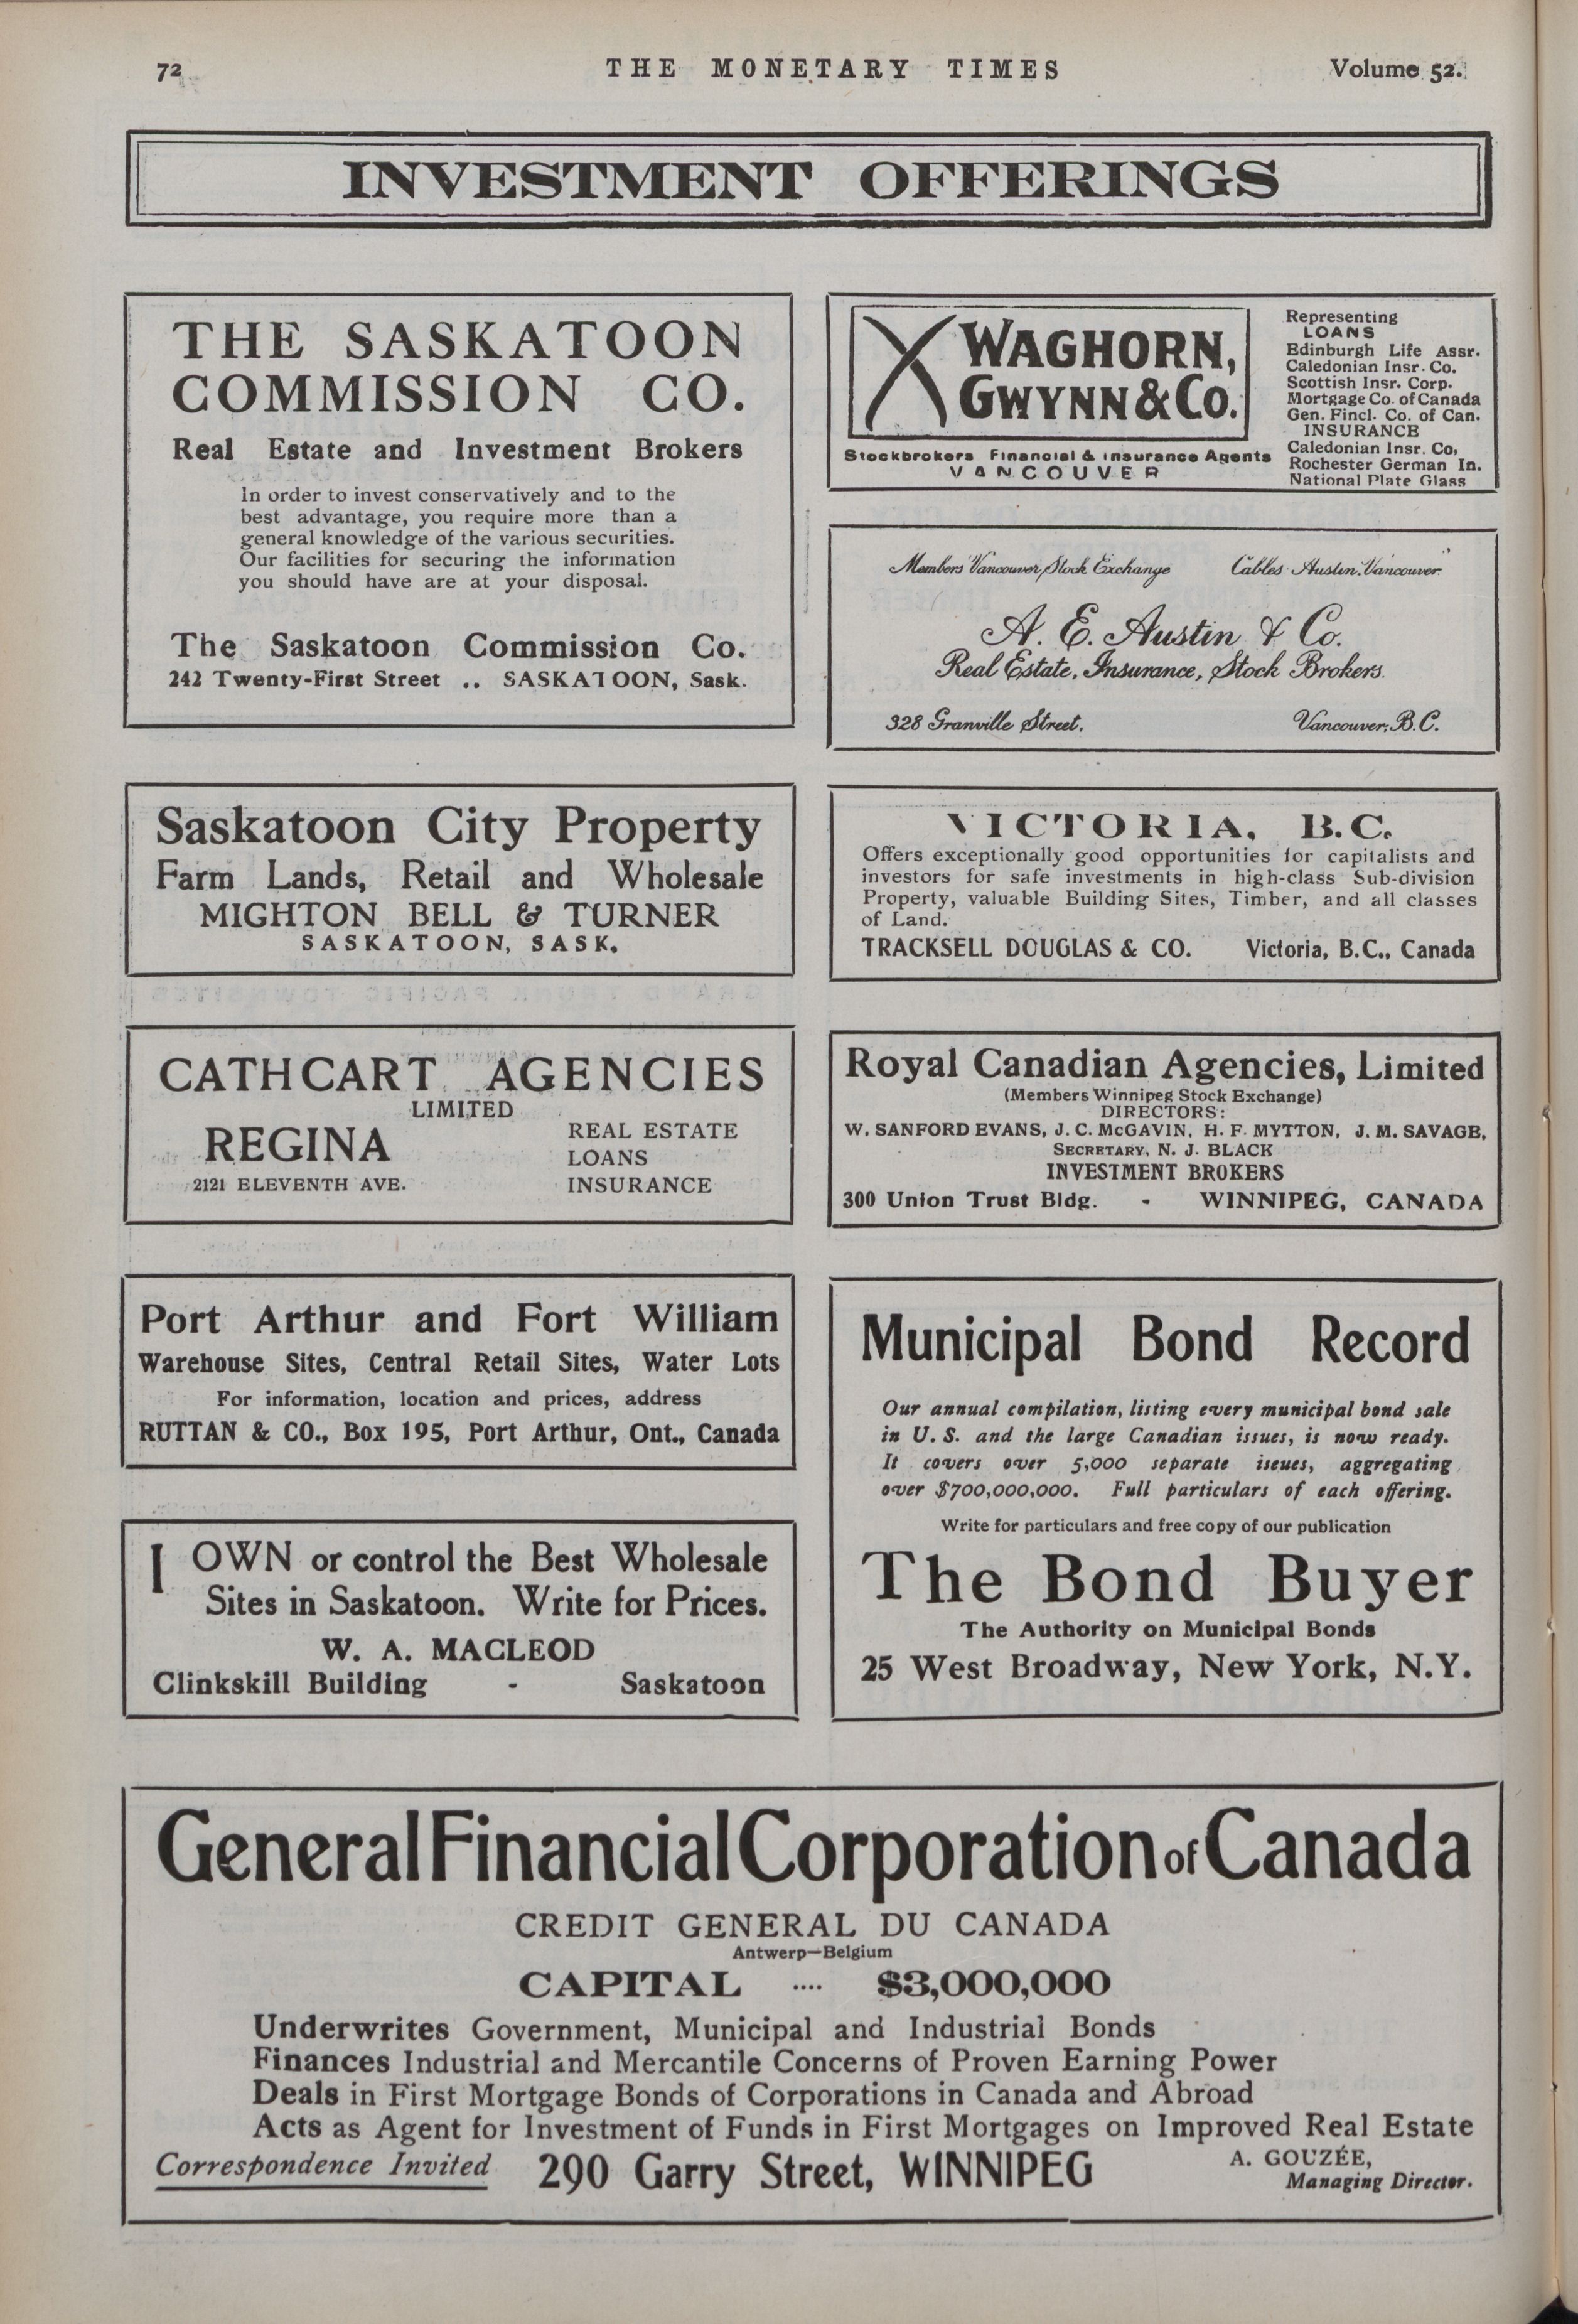 72
THE MONETARY TIMES
Volume 52.
INVESTMENT OFFERINGS
THE SASKATOON
COMMISSION CO.
Real Estate and Investment Brokers
In order to invest conservatively and to the
best advantage, you require more than a
general knowledge of the various securities.
Our facilities for securing the information
you should have are at your disposal.
The Saskatoon Commission Co.
242 Twenty-First Street .. SASKATOON, Sask.
Saskatoon City Property
Farm Lands, Retail and Wholesale
MIGHTON BELL & TURNER
SASKATOON, SASK.
CATHCART AGENCIES
LIMITED
REGINA
2121 ELEVENTH AVE.
REAL ESTATE
LOANS
INSURANCE
Port Arthur and Fort William
Warehouse Sites, Central Retail Sites, Water Lots
For information, location and prices, address
RUTTAN & CO., Box 195, Port Arthur, Ont., Canada
I OWN or control the Best Wholesale
Sites in Saskatoon. Write for Prices.
W. A. MACLEOD
Clinkskill Building - Saskatoon
WAGHORN,
GWYNN & CO.
Stockbrokers Financial & Insurance Agents
VANCOUVER
Representing
LOANS
Edinburgh Life Assr.
Caledonian Insr. Co.
Scottish Insr. Corp.
Mortgage Co. of Canada
Gen. Fincl. Co. of Can.
INSURANCE
Caledonian Insr. Co,
Rochester German In.
National Plate Glass
Members Vancouver Stock Exchange
Cables "Austin, Vancouver"
A. E. Austin & Co.
Real Estate, Insurance, Stock Brokers.
328 Granville Street,
Vancouver, B.C.
VICTORIA, B.C.
Offers exceptionally good opportunities for capitalists and
investors for safe investments in high-class Sub-division
Property, valuable Building Sites, Timber, and all classes
of Land.
TRACKSELL DOUGLAS & CO. Victoria, B.C., Canada
Royal Canadian Agencies, Limited
(Members Winnipeg Stock Exchange)
DIRECTORS:
W. SANFORD EVANS, J. C. McGAVIN, H. F. MYTTON, J. M. SAVAGE,
SECRETARY, N. J. BLACK
INVESTMENT BROKERS
300 Union Trust Bldg. - WINNIPEG, CANADA
Municipal Bond Record
Our annual compilation, listing every municipal bond sale
in U. S. and the large Canadian issues, is now ready.
It covers over 5,000 separate iseues, aggregating
over $700,000,000. Full particulars of each offering.
Write for particulars and free copy of our publication
The Bond Buyer
The Authority on Municipal Bonds
25 West Broadway, New York, N.Y.
General Financial Corporation of Canada
CREDIT GENERAL DU CANADA
Antwerp—Belgium
CAPITAL .... $3,000,000
Underwrites Government, Municipal and Industrial Bonds
Finances Industrial and Mercantile Concerns of Proven Earning Power
Deals in First Mortgage Bonds of Corporations in Canada and Abroad
Acts as Agent for Investment of Funds in First Mortgages on Improved Real Estate
Correspondence Invited
290 Garry Street, WINNIPEG
A. GOUZÉE,
Managing Director.